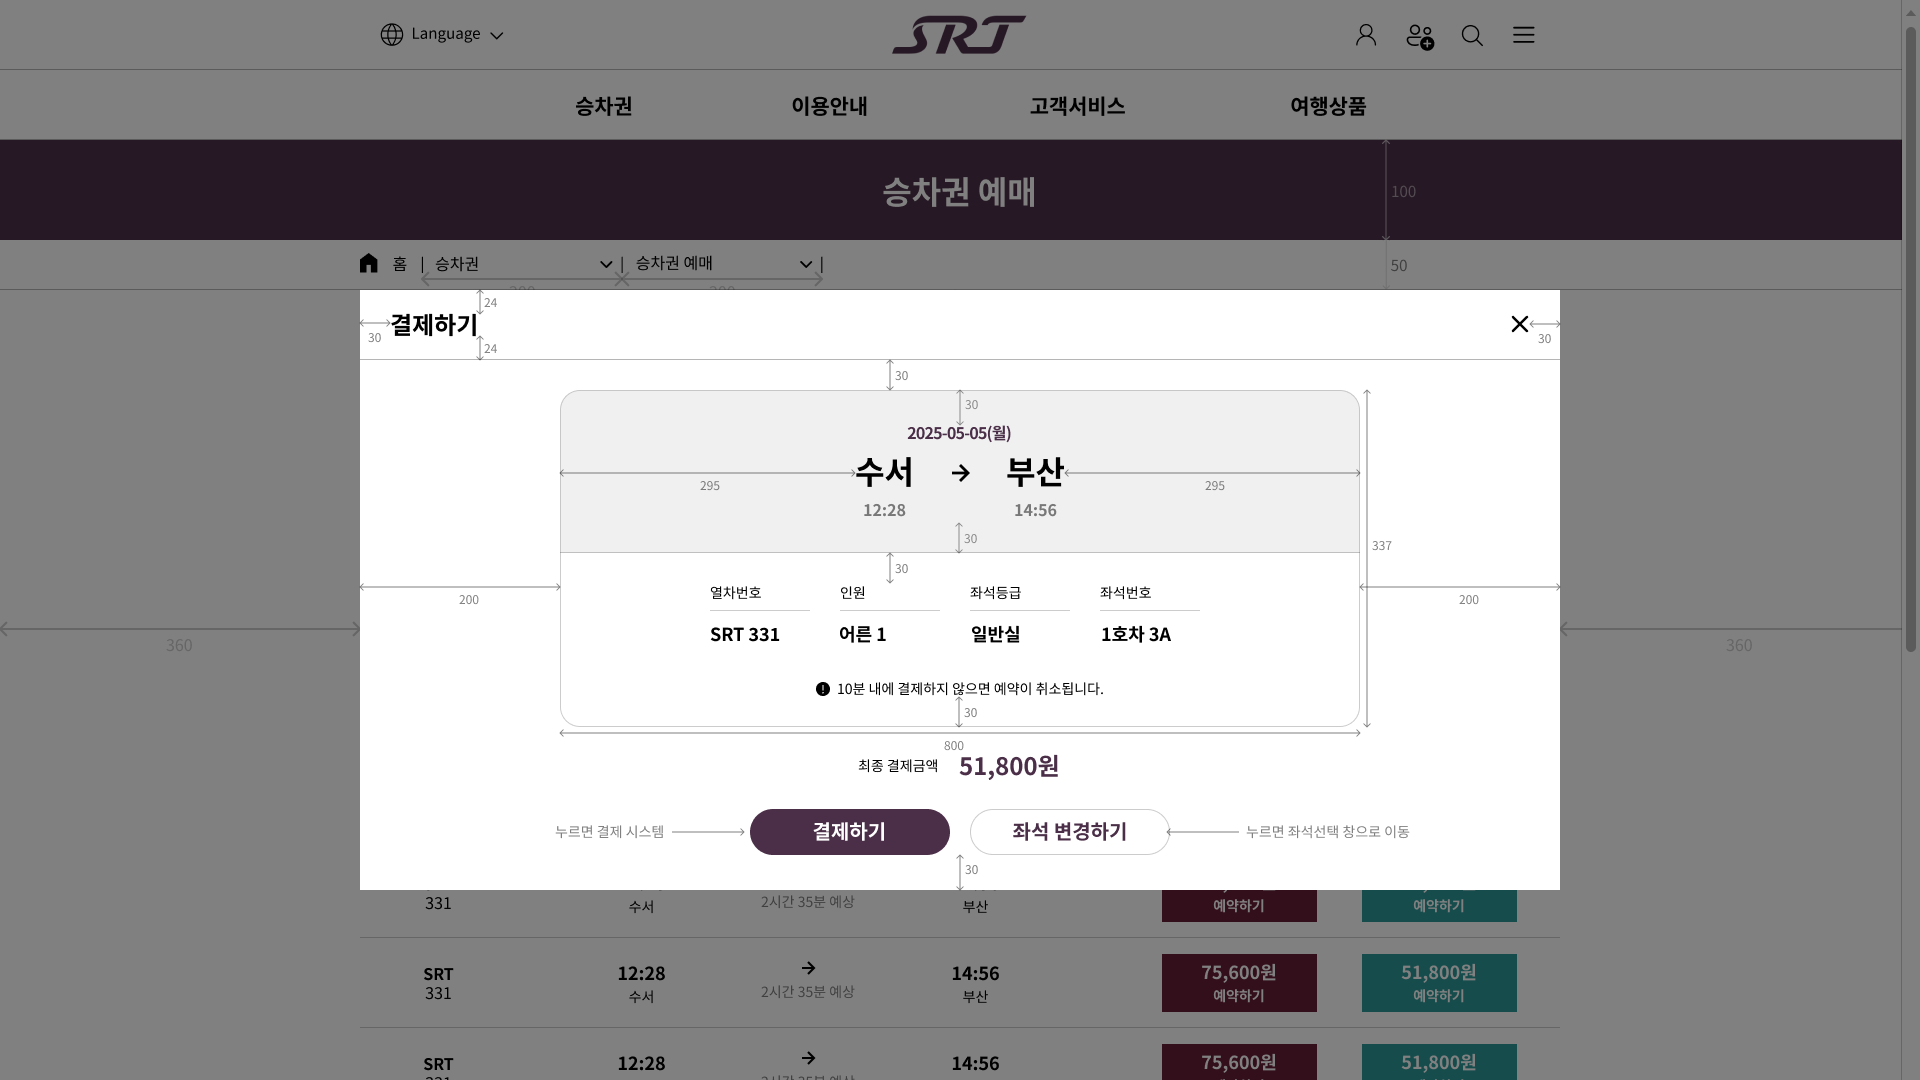 Language
SRT
승차권
이용안내
고객서비스
여행상품
승차권 예매
100
홈 | 승차권 | 승차권 예매 |
50
결제하기
24
30
24
30
30
30
2025-05-05(월)
수서 → 부산
295
295
12:28
14:56
30
337
30
열차번호
인원
좌석등급
좌석번호
200
200
SRT 331
어른 1
일반실
1호차 3A
360
360
10분 내에 결제하지 않으면 예약이 취소됩니다.
30
800
최종 결제금액 51,800원
누르면 결제 시스템
결제하기
좌석 변경하기
누르면 좌석선택 창으로 이동
30
331
수서
2시간 35분 예상
부산
예약하기
예약하기
SRT
331
12:28
수서
→
2시간 35분 예상
14:56
부산
75,600원
예약하기
51,800원
예약하기
SRT
12:28
→
14:56
75,600원
51,800원